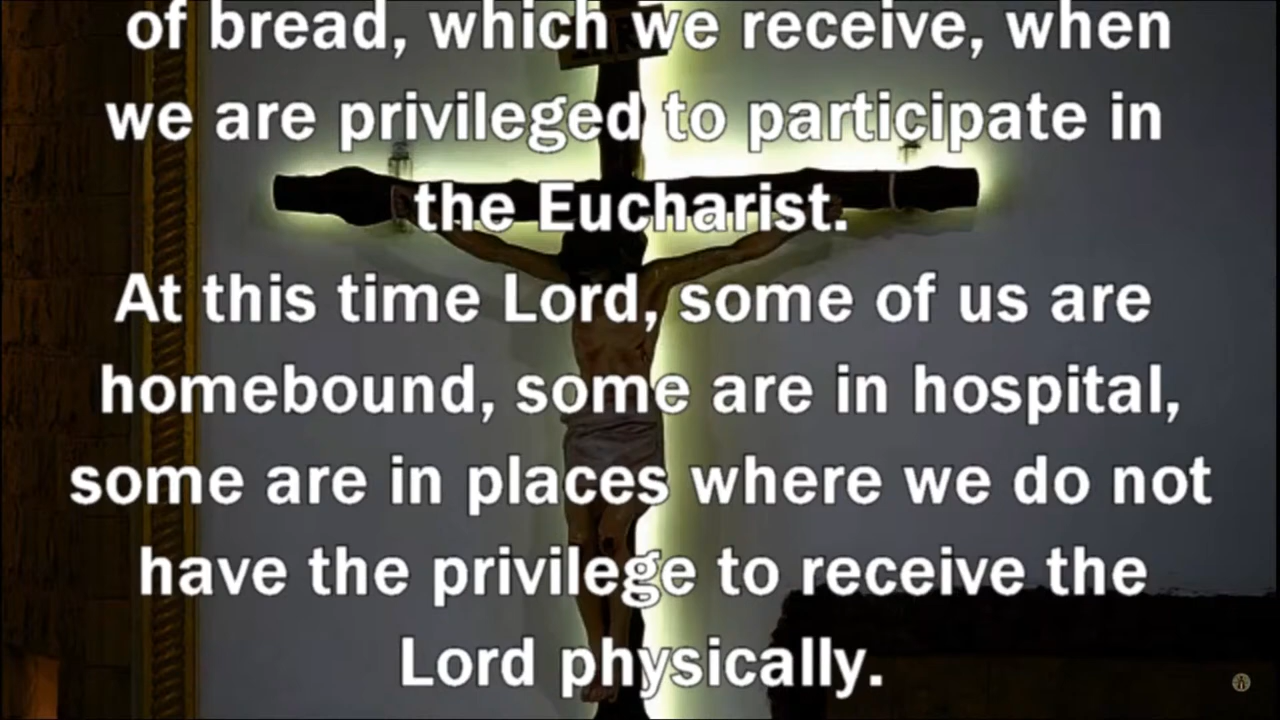 of bread, which we receive, when
we are privileged to participate in
the Eucharist.
At this time Lord, some of us are
homebound, some are in hospital,
some are in places where we do not
have the privilege to receive the
Lord physically.